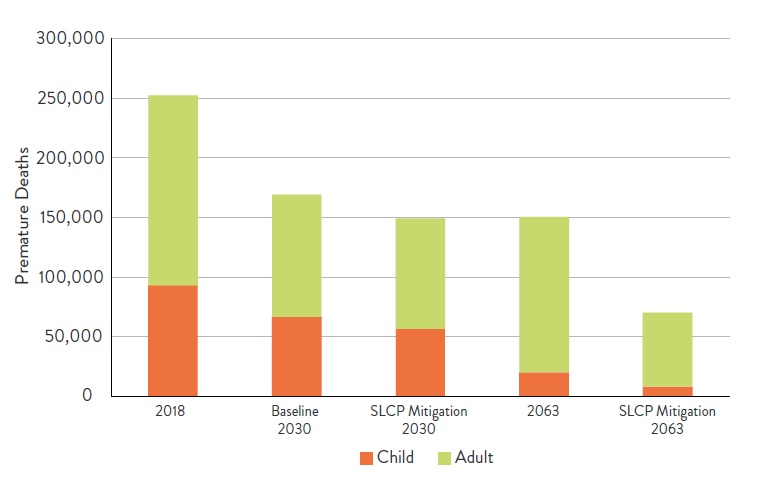 300,000
250,000
200,000
150,000
100,000
50,000
0
Premature Deaths
2018
Baseline
2030
SLCP Mitigation
2030
2063
SLCP Mitigation
2063
Child
Adult